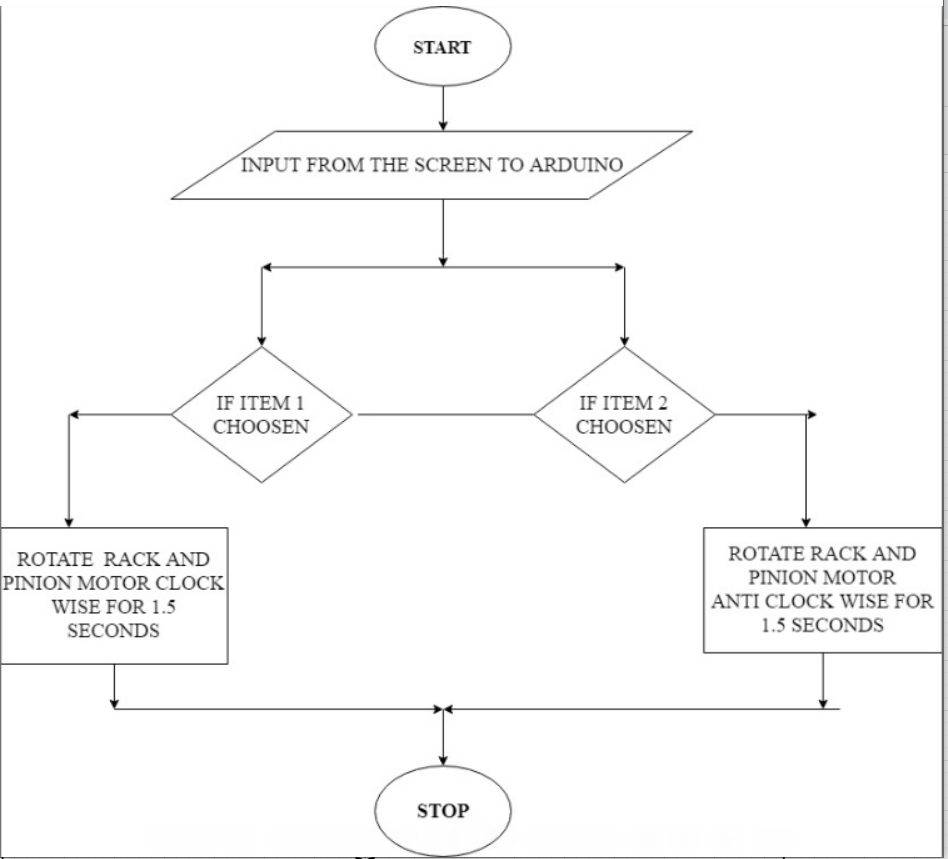 START
INPUT FROM THE SCREEN TO ARDUINO
IF ITEM 1
CHOOSEN
IF ITEM 2
CHOOSEN
ROTATE RACK AND
PINION MOTOR CLOCK
WISE FOR 1.5
SECONDS
ROTATE RACK AND
PINION MOTOR
ANTI CLOCK WISE FOR
1.5 SECONDS
STOP